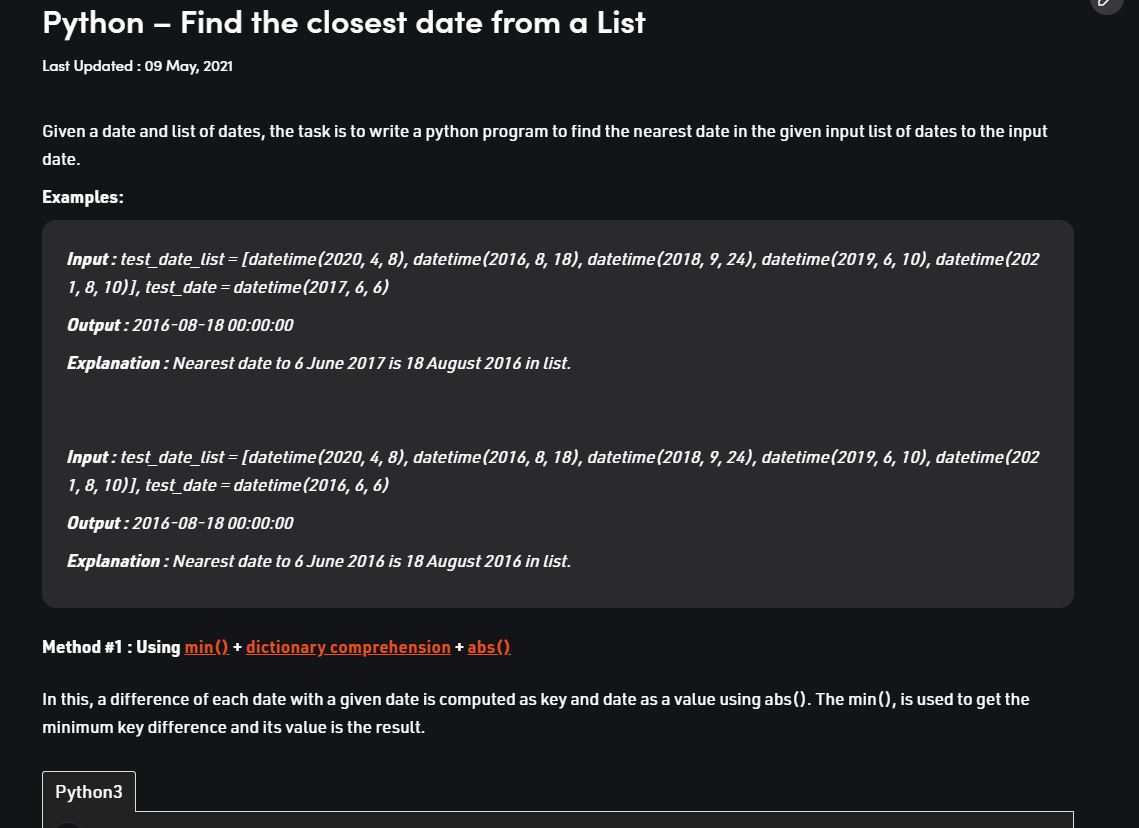 Python – Find the closest date from a List
Last Updated : 09 May, 2021
Given a date and list of dates, the task is to write a python program to find the nearest date in the given input list of dates to the input
date.
Examples:
Input : test_date_list = [datetime(2020, 4, 8), datetime(2016, 8, 18), datetime(2018, 9, 24), datetime(2019, 6, 10), datetime(202
1, 8, 10)], test_date = datetime(2017, 6, 6)
Output : 2016-08-18 00:00:00
Explanation : Nearest date to 6 June 2017 is 18 August 2016 in list.
Input : test_date_list = [datetime(2020, 4, 8), datetime(2016, 8, 18), datetime(2018, 9, 24), datetime(2019, 6, 10), datetime(202
1, 8, 10)], test_date = datetime(2016, 6, 6)
Output : 2016-08-18 00:00:00
Explanation : Nearest date to 6 June 2016 is 18 August 2016 in list.
Method #1 : Using min() + dictionary comprehension + abs()
In this, a difference of each date with a given date is computed as key and date as a value using abs(). The min(), is used to get the
minimum key difference and its value is the result.
Python3